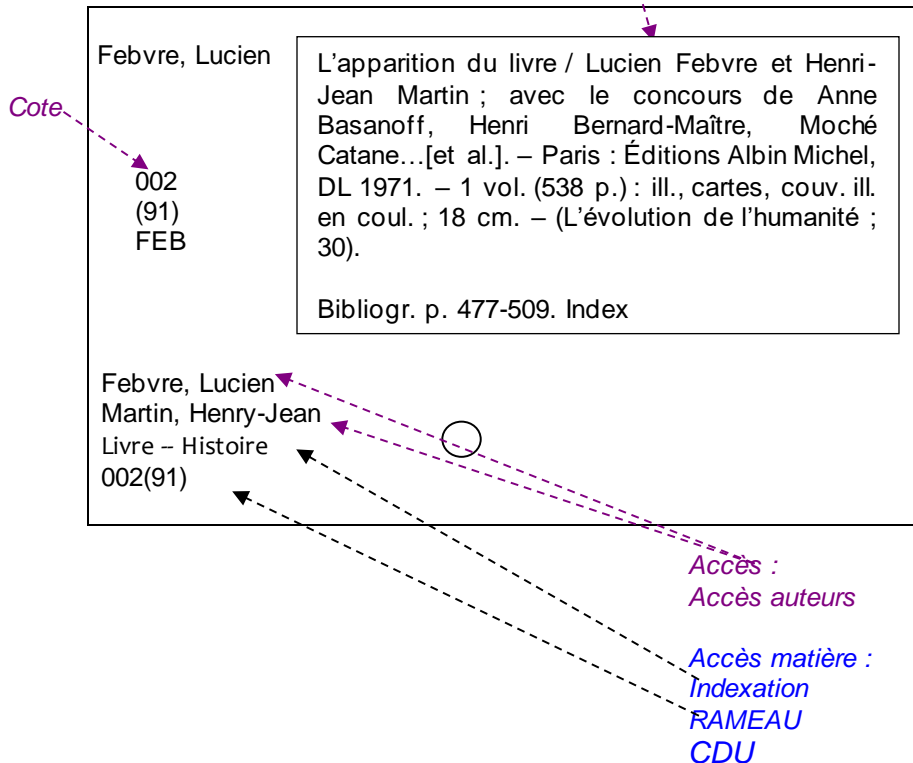 Febvre, Lucien
Cote
002
(91)
FEB
L'apparition du livre / Lucien Febvre et Henri-
Jean Martin ; avec le concours de Anne
Basanoff, Henri Bernard-Maître, Moché
Catane…[et al.]. – Paris : Éditions Albin Michel,
DL 1971. – 1 vol. (538 p.) : ill., cartes, couv. ill.
en coul. ; 18 cm. – (L'évolution de l'humanité ;
30).
Bibliogr. p. 477-509. Index
Febvre, Lucien
Martin, Henry-Jean
Livre -- Histoire
002(91)
Accès :
Accès auteurs
Accès matière :
Indexation
RAMEAU
CDU